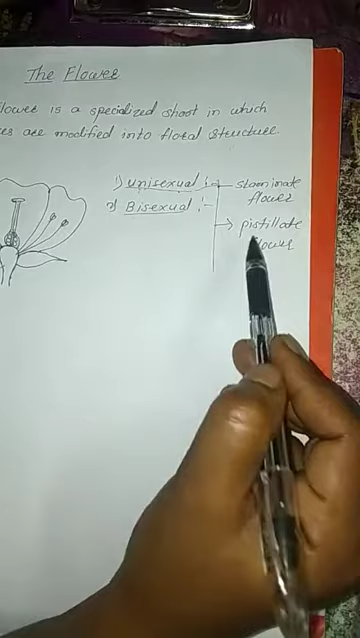 The Flower
lower is a specialized shoot in which
es are modified into floral structure.
1) Unisexual :- staminate
flower
2) Bisexual :-
→ pistillate
flower